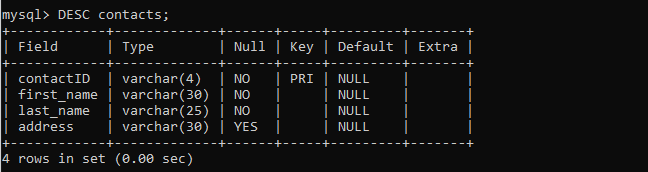 mysql> DESC contacts;
+------------+-------------+------+-----+---------+-------+
| Field      | Type        | Null | Key | Default | Extra |
+------------+-------------+------+-----+---------+-------+
| contactID  | varchar(4)  | NO   | PRI | NULL    |       |
| first_name | varchar(30) | NO   |     | NULL    |       |
| last_name  | varchar(25) | NO   |     | NULL    |       |
| address    | varchar(30) | YES  |     | NULL    |       |
+------------+-------------+------+-----+---------+-------+
4 rows in set (0.00 sec)